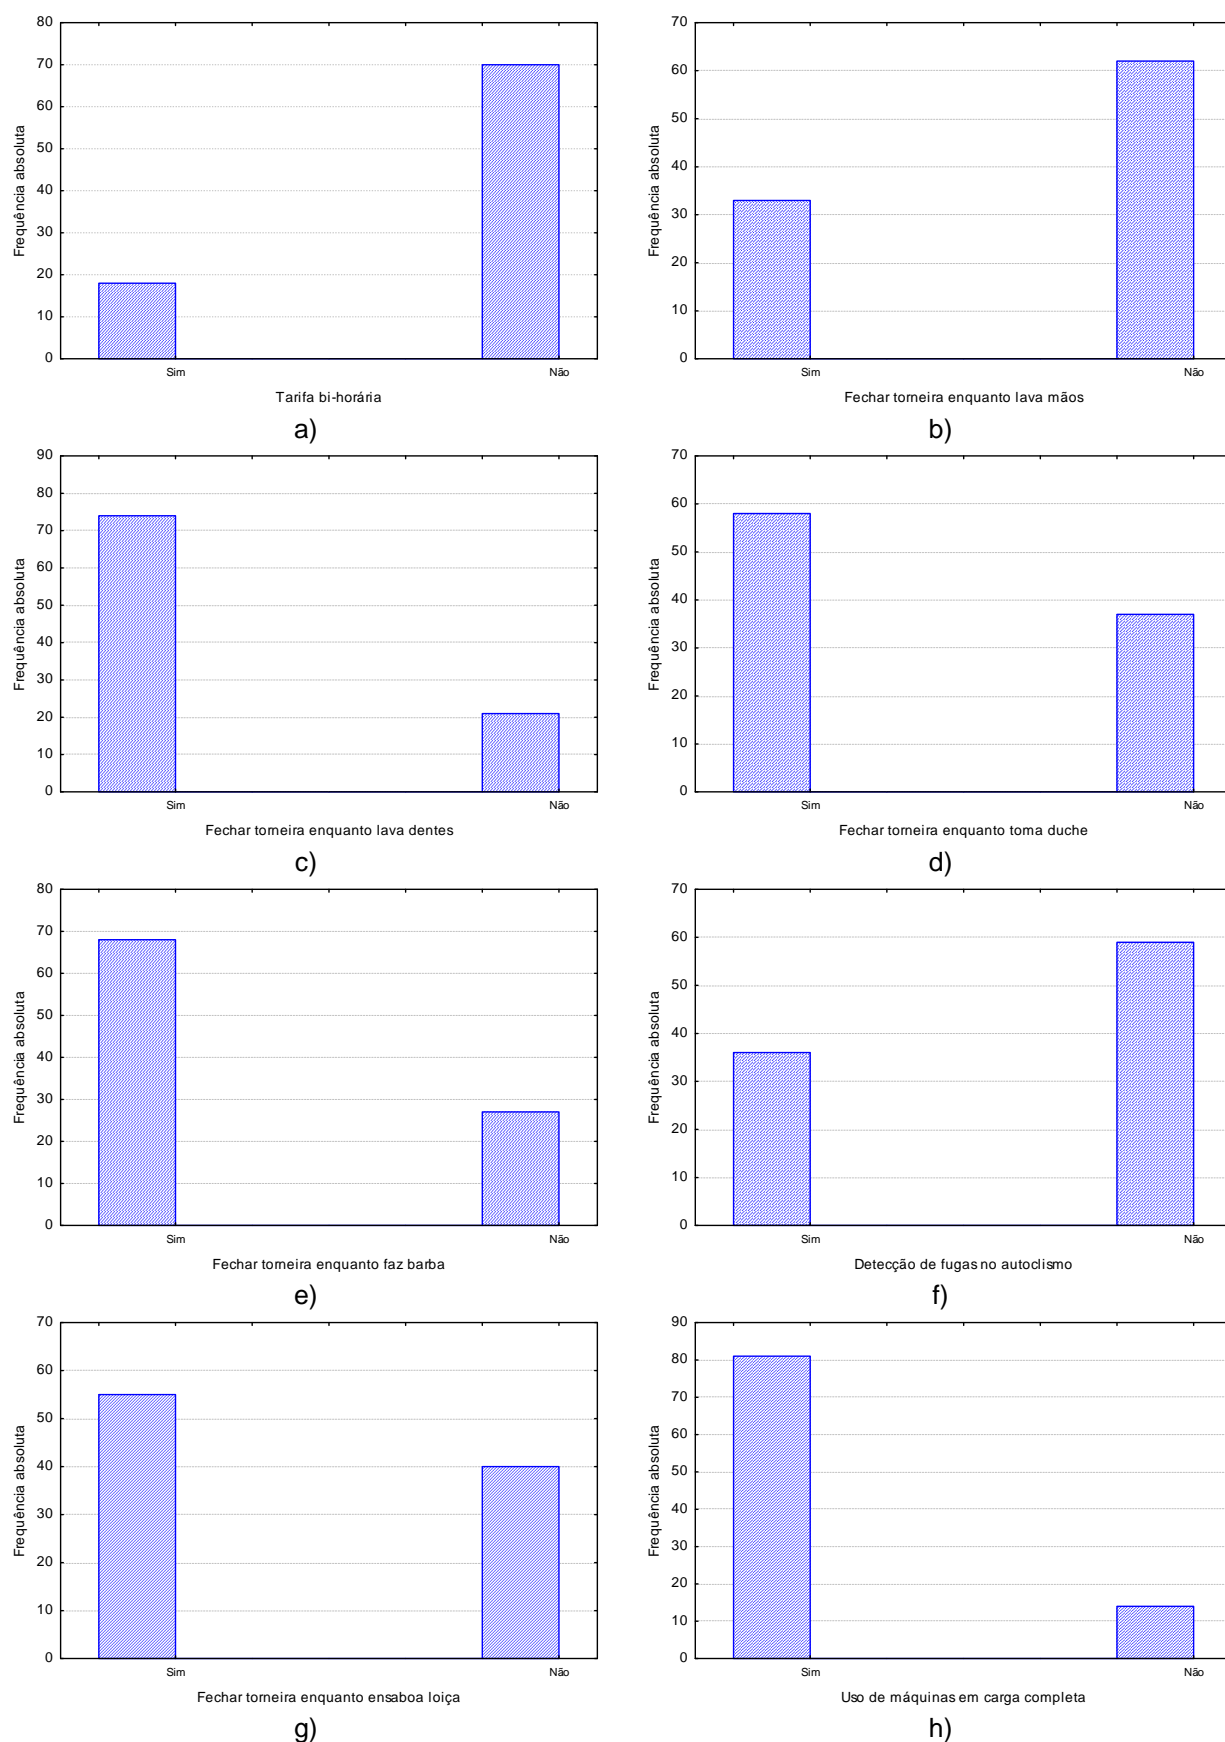 80
70
60
50
40
30
20
10
0
Frequência absoluta
Sim Não
Tarifa bi-horária
a)
70
60
50
40
30
20
10
0
Frequência absoluta
Sim Não
Fechar torneira enquanto lava mãos
b)
90
80
70
60
50
40
30
20
10
0
Frequência absoluta
Sim Não
Fechar torneira enquanto lava dentes
c)
70
60
50
40
30
20
10
0
Frequência absoluta
Sim Não
Fechar torneira enquanto toma duche
d)
80
70
60
50
40
30
20
10
0
Frequência absoluta
Sim Não
Fechar torneira enquanto faz barba
e)
70
60
50
40
30
20
10
0
Frequência absoluta
Sim Não
Detecção de fugas no autoclismo
f)
70
60
50
40
30
20
10
0
Frequência absoluta
Sim Não
Fechar torneira enquanto ensaboa loiça
g)
90
80
70
60
50
40
30
20
10
0
Frequência absoluta
Sim Não
Uso de máquinas em carga completa
h)